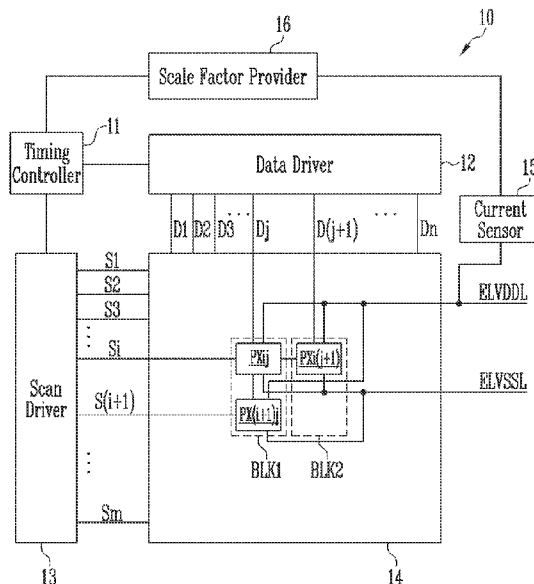 16
10
Scale Factor Provider
11
Timing
Controller
Data Driver
12
15
Current
Sensor
D1 D2 D3 ... Dj D(j+1) ... Dn
S1
S2
S3
Si
S(i+1)
Sm
ELVDDL
PXij
PXi(j+1)
Scan
Driver
ELVSSL
PX(i+1)j
BLK1
BLK2
13
14